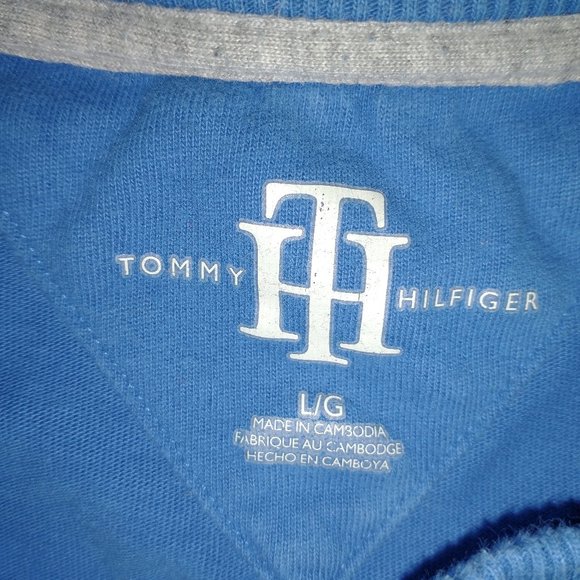 TH
TOMMY HILFIGER
L/G
MADE IN CAMBODIA
FABRIQUE AU CAMBODGE
HECHO EN CAMBOYA